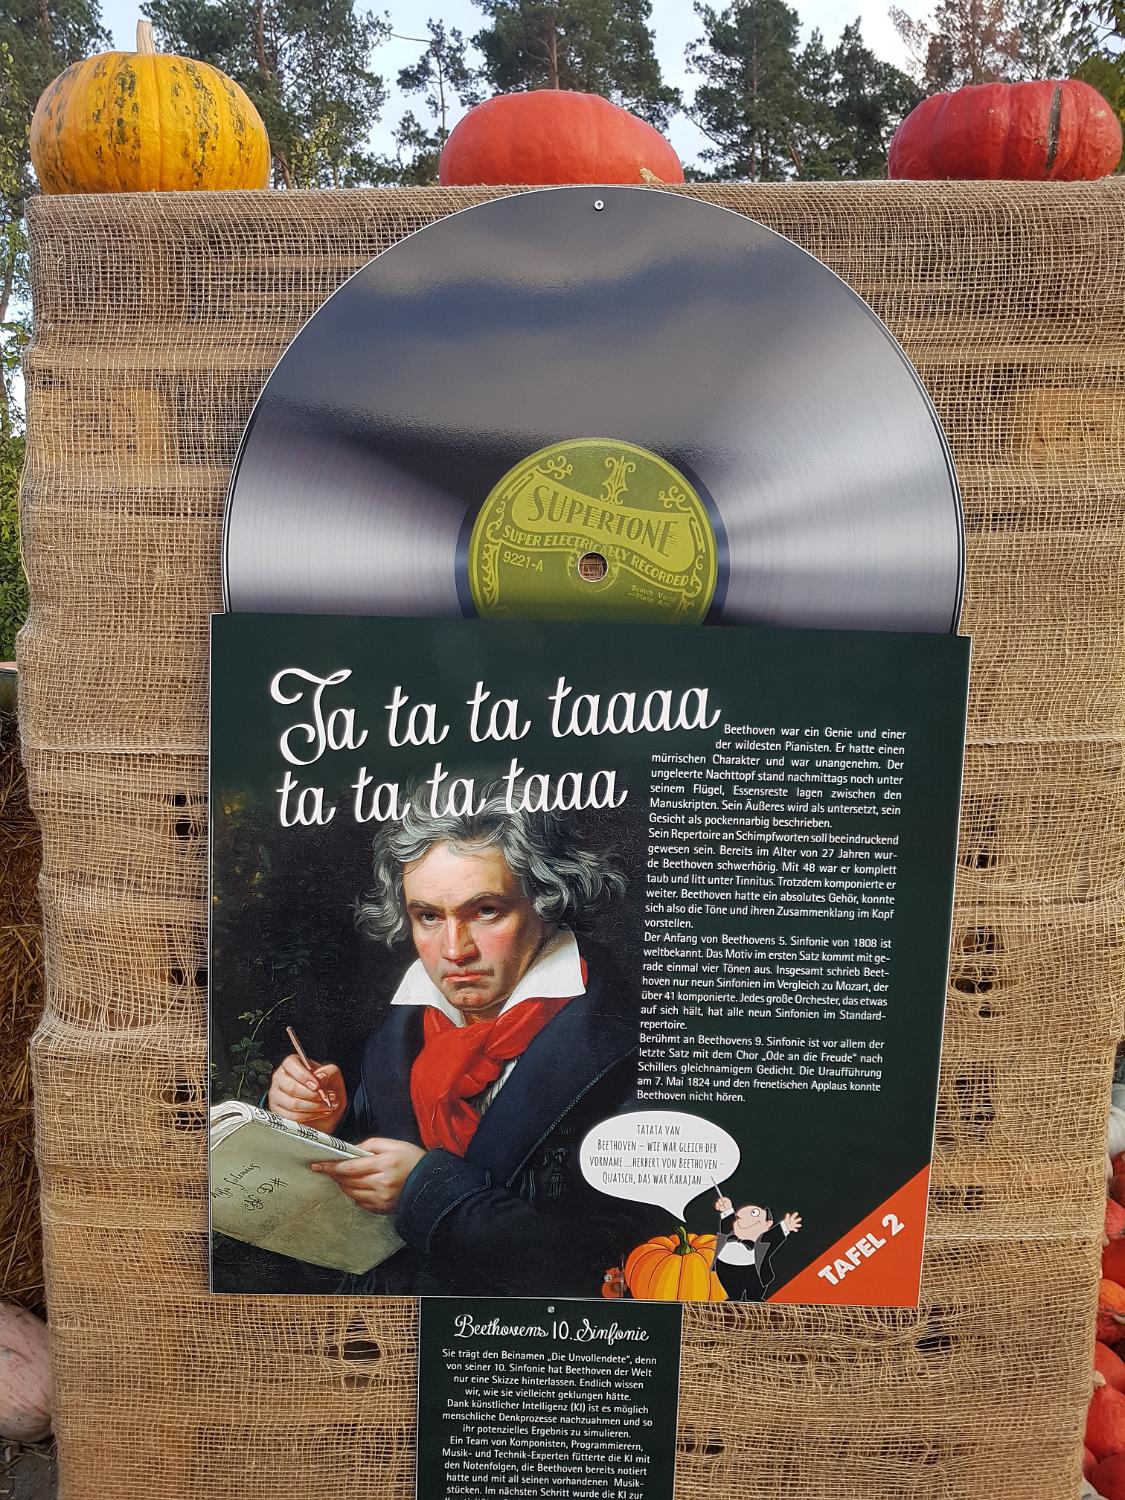 SUPERTONE
SUPER ELECTRICALLY RECORDED
9221-A
Scotch Vocal
—Piano Acc.
Ta ta ta taaaa
ta ta ta taaa
Beethoven war ein Genie und einer
der wildesten Pianisten. Er hatte einen
mürrischen Charakter und war unangenehm. Der
ungeleerte Nachttopf stand nachmittags noch unter
seinem Flügel, Essensreste lagen zwischen den
Manuskripten. Sein Äußeres wird als untersetzt, sein
Gesicht als pockennarbig beschrieben.
Sein Repertoire an Schimpfworten soll beeindruckend
gewesen sein. Bereits im Alter von 27 Jahren wur-
de Beethoven schwerhörig. Mit 48 war er komplett
taub und litt unter Tinnitus. Trotzdem komponierte er
weiter. Beethoven hatte ein absolutes Gehör, konnte
sich also die Töne und ihren Zusammenklang im Kopf
vorstellen.
Der Anfang von Beethovens 5. Sinfonie von 1808 ist
weltbekannt. Das Motiv im ersten Satz kommt mit ge-
rade einmal vier Tönen aus. Insgesamt schrieb Beet-
hoven nur neun Sinfonien im Vergleich zu Mozart, der
über 41 komponierte. Jedes große Orchester, das etwas
auf sich hält, hat alle neun Sinfonien im Standard-
repertoire.
Berühmt an Beethovens 9. Sinfonie ist vor allem der
letzte Satz mit dem Chor „Ode an die Freude" nach
Schillers gleichnamigem Gedicht. Die Uraufführung
am 7. Mai 1824 und den frenetischen Applaus konnte
Beethoven nicht hören.
TATATA VAN
BEETHOVEN – WIE WAR GLEICH DER
VORNAME ...HERBERT VON BEETHOVEN -
QUATSCH, DAS WAR KARAJAN...
TAFEL 2
Beethovens 10. Sinfonie
Sie trägt den Beinamen „Die Unvollendete", denn
von seiner 10. Sinfonie hat Beethoven der Welt
nur eine Skizze hinterlassen. Endlich wissen
wir, wie sie vielleicht geklungen hätte.
Dank künstlicher Intelligenz (KI) ist es möglich
menschliche Denkprozesse nachzuahmen und so
ihr potenzielles Ergebnis zu simulieren.
Ein Team von Komponisten, Programmierern,
Musik- und Technik-Experten fütterte die KI mit
den Notenfolgen, die Beethoven bereits notiert
hatte und mit all seinen vorhandenen Musik-
stücken. Im nächsten Schritt wurde die KI zur